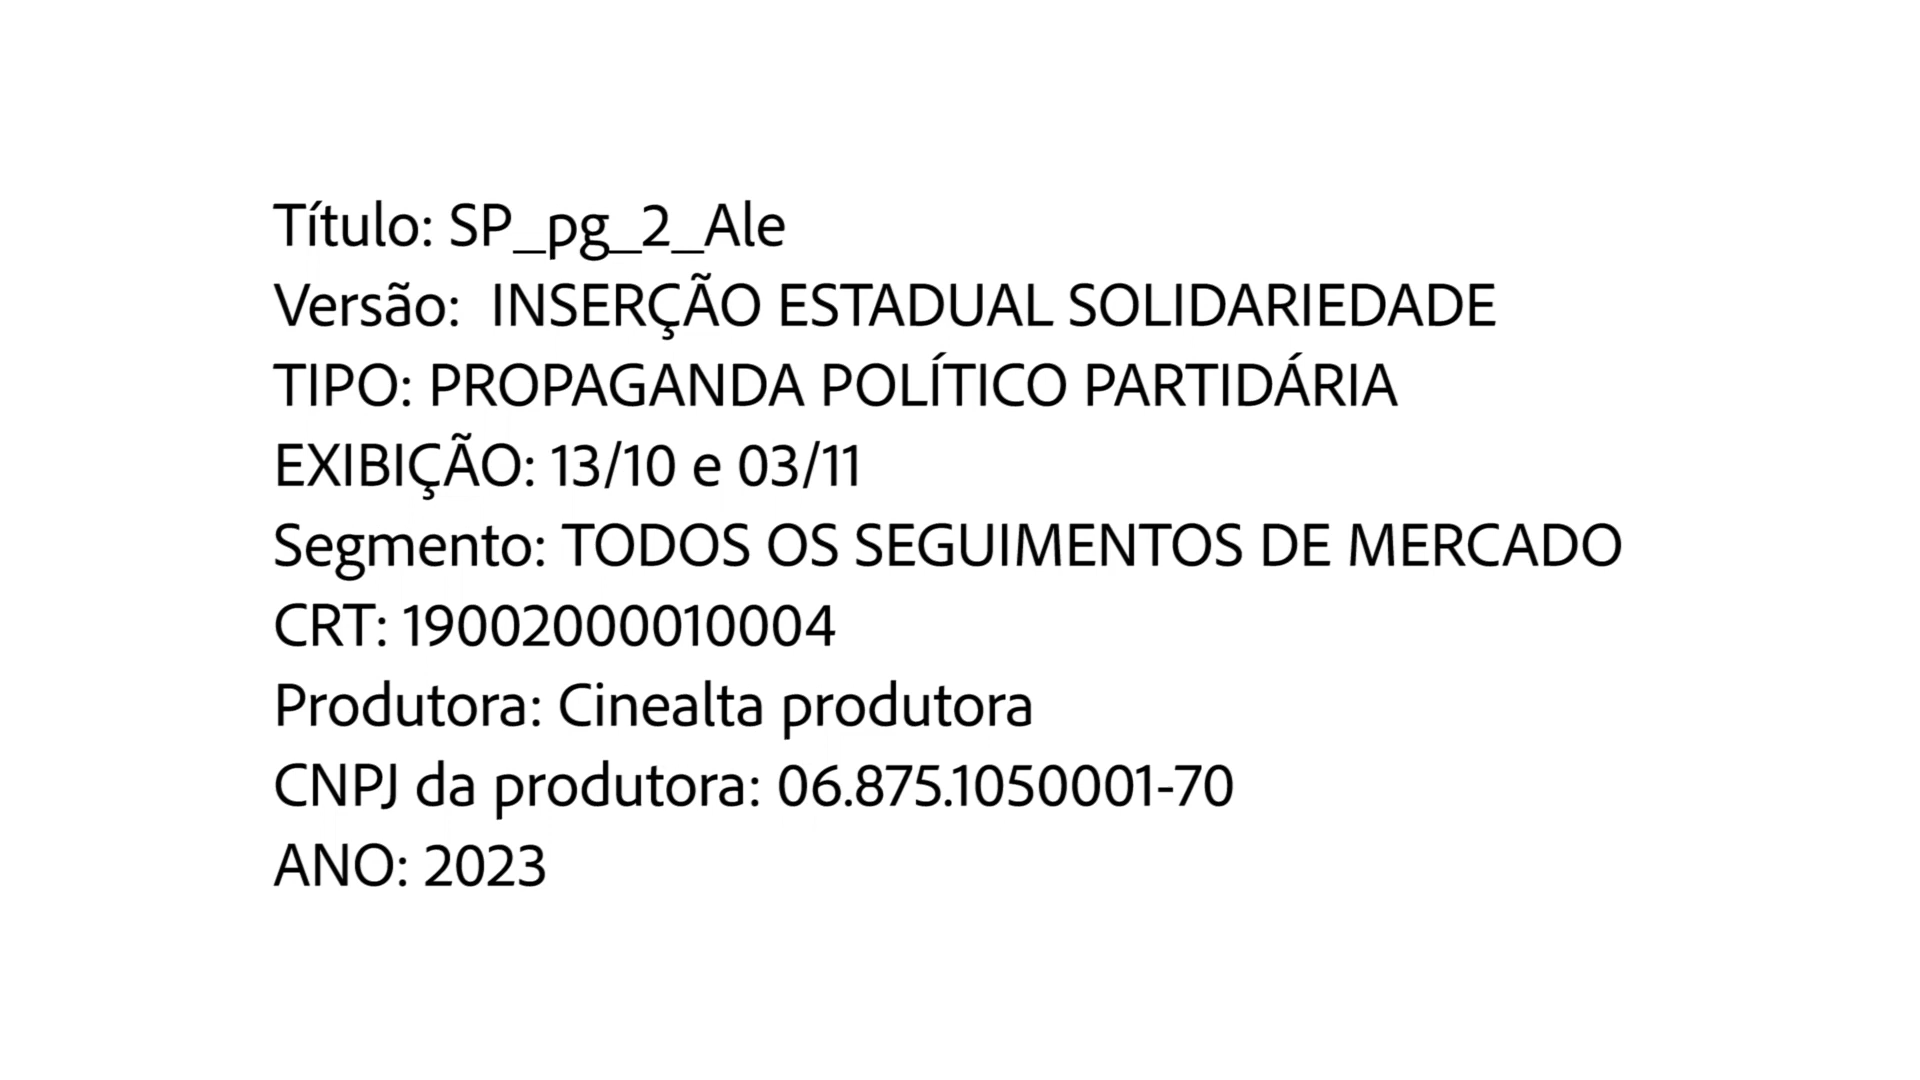 Título: SP_pg_2_Ale
Versão:  INSERÇÃO ESTADUAL SOLIDARIEDADE
TIPO: PROPAGANDA POLÍTICO PARTIDÁRIA
EXIBIÇÃO: 13/10 e 03/11
Segmento: TODOS OS SEGUIMENTOS DE MERCADO
CRT: 190020000010004
Produtora: Cinealta produtora
CNPJ da produtora: 06.875.1050001-70
ANO: 2023